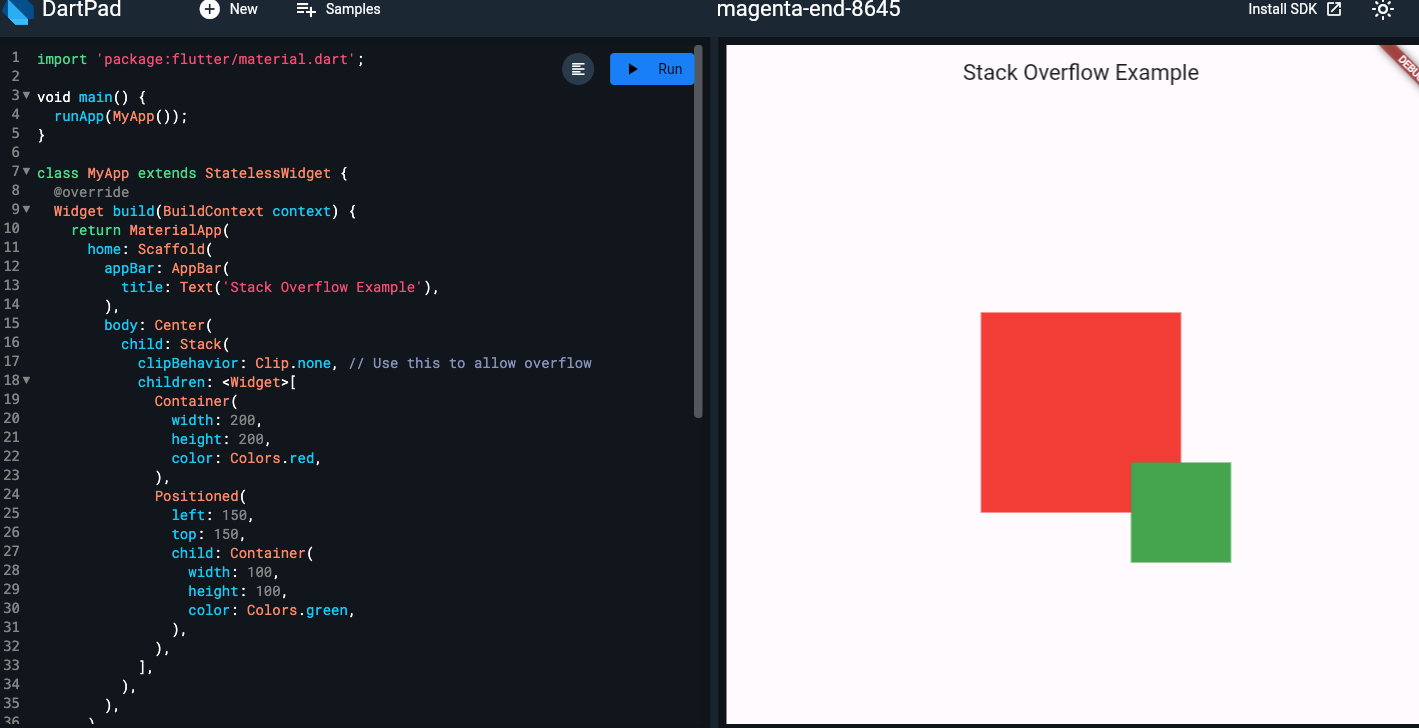 DartPad
New
Samples
magenta-end-8645
Install SDK
1 import 'package:flutter/material.dart';
2
3 void main() {
4   runApp(MyApp());
5 }
6
7 class MyApp extends StatelessWidget {
8   @override
9   Widget build(BuildContext context) {
10     return MaterialApp(
11       home: Scaffold(
12         appBar: AppBar(
13           title: Text('Stack Overflow Example'),
14         ),
15         body: Center(
16           child: Stack(
17             clipBehavior: Clip.none, // Use this to allow overflow
18             children: <Widget>[
19               Container(
20                 width: 200,
21                 height: 200,
22                 color: Colors.red,
23               ),
24               Positioned(
25                 left: 150,
26                 top: 150,
27                 child: Container(
28                   width: 100,
29                   height: 100,
30                   color: Colors.green,
31                 ),
32               ),
33             ],
34           ),
35         ),
36       )
Run
Stack Overflow Example